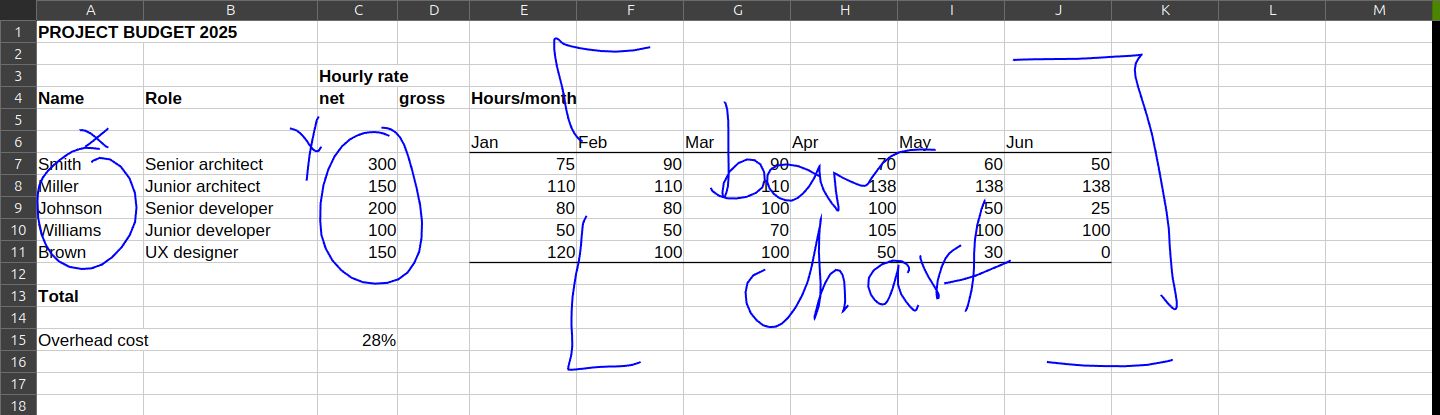 A B C D E F G H I J K L M
1 PROJECT BUDGET 2025
2
3 Hourly rate
4 Name Role net gross Hours/month
5
x y
6 Jan Feb Mar Apr May Jun
7 Smith Senior architect 300 75 90 90 70 60 50
8 Miller Junior architect 150 110 110 110 138 138 138
bar
9 Johnson Senior developer 200 80 80 100 100 50 25
10 Williams Junior developer 100 50 50 70 105 100 100
11 Brown UX designer 150 120 100 100 50 30 0
12
chart
13 Total
14
15 Overhead cost 28%
16
17
18